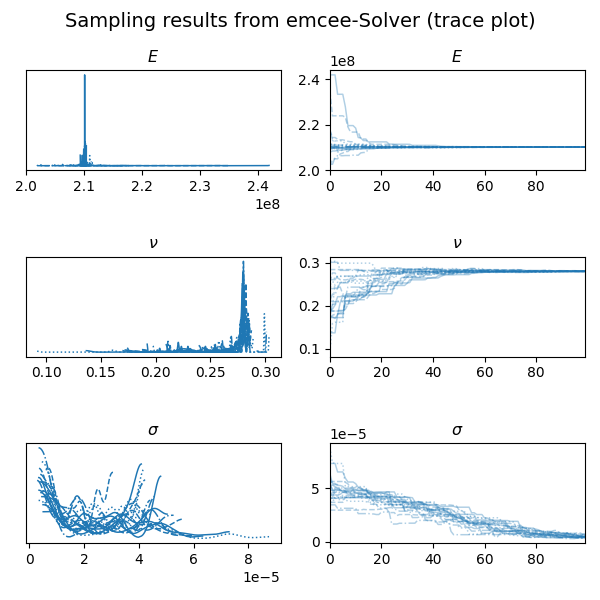 Sampling results from emcee-Solver (trace plot)
E
E
1e8
2.4
2.2
2.0
2.0 2.1 2.2 2.3 2.4
1e8
0 20 40 60 80
ν
ν
0.3
0.2
0.1
0.10 0.15 0.20 0.25 0.30
0 20 40 60 80
σ
σ
1e−5
5
0
0 2 4 6 8
1e−5
0 20 40 60 80